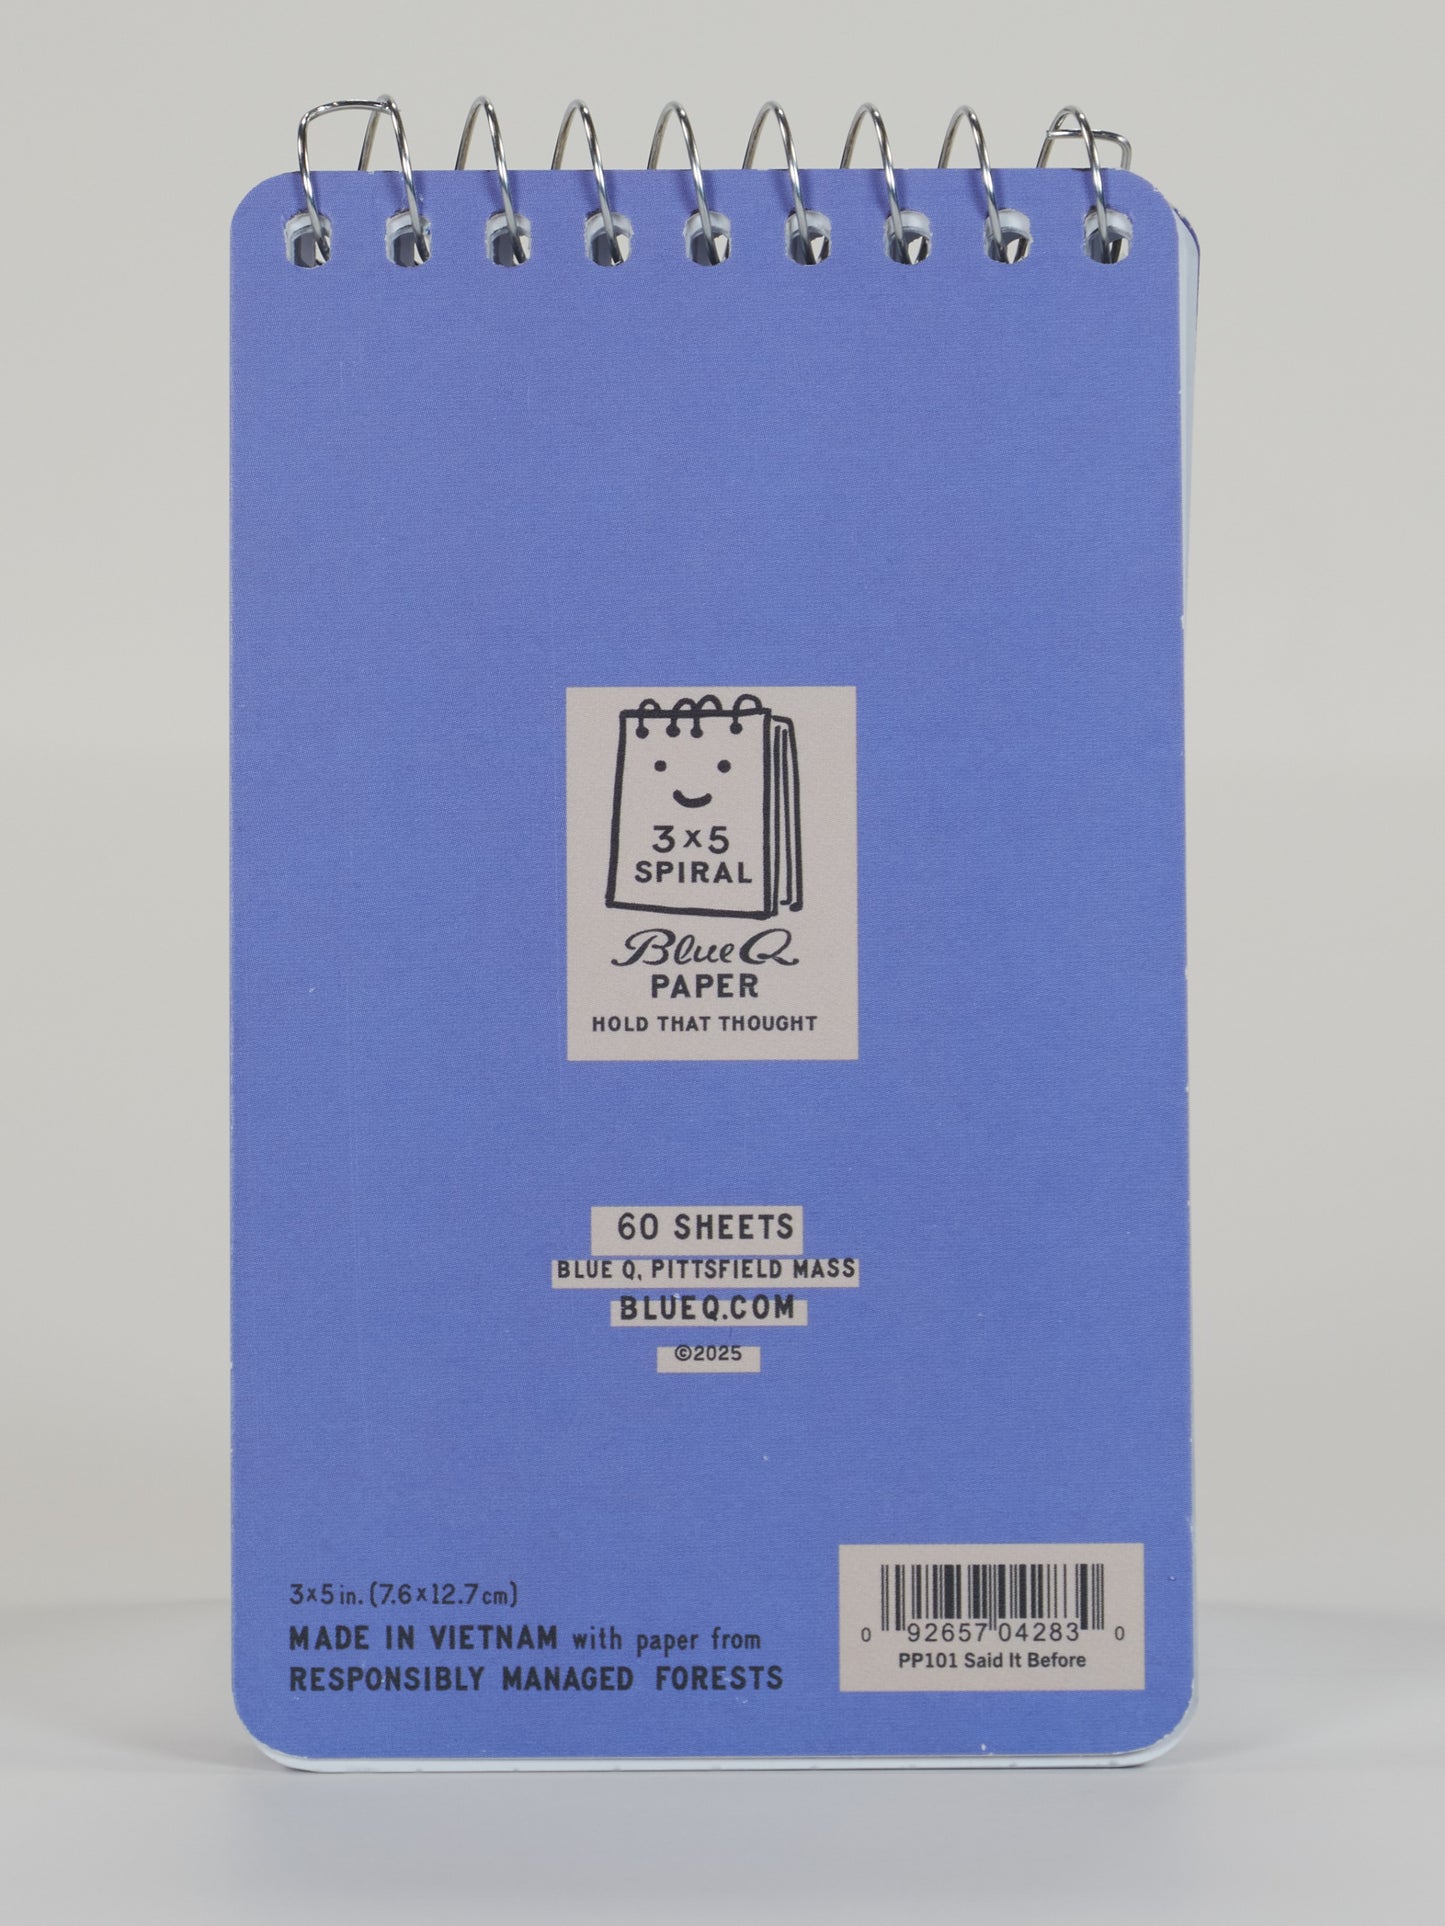 3×5
SPIRAL
Blue Q
PAPER
HOLD THAT THOUGHT
60 SHEETS
BLUE Q, PITTSFIELD MASS
BLUEQ.COM
©2025
3×5 in. (7.6×12.7 cm)
MADE IN VIETNAM with paper from
RESPONSIBLY MANAGED FORESTS
0 92657 04283 0
PP101 Said It Before